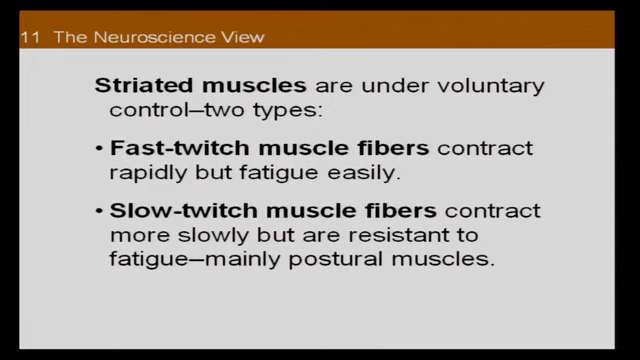 11 The Neuroscience View
Striated muscles are under voluntary
control—two types:
• Fast-twitch muscle fibers contract
rapidly but fatigue easily.
• Slow-twitch muscle fibers contract
more slowly but are resistant to
fatigue—mainly postural muscles.